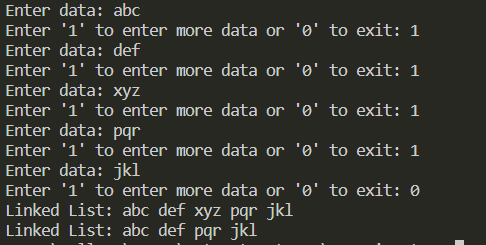 Enter data: abc
Enter '1' to enter more data or '0' to exit: 1
Enter data: def
Enter '1' to enter more data or '0' to exit: 1
Enter data: xyz
Enter '1' to enter more data or '0' to exit: 1
Enter data: pqr
Enter '1' to enter more data or '0' to exit: 1
Enter data: jkl
Enter '1' to enter more data or '0' to exit: 0
Linked List: abc def xyz pqr jkl
Linked List: abc def pqr jkl